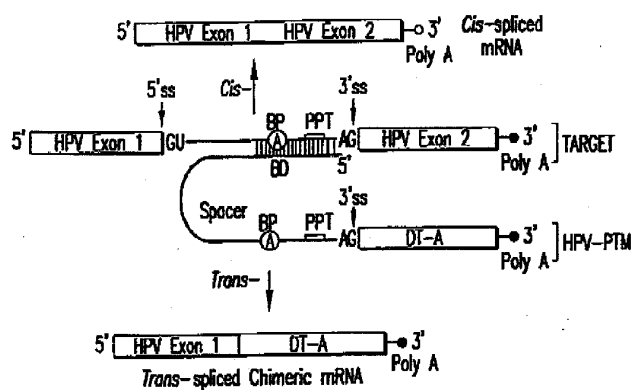 5' HPV Exon 1 HPV Exon 2 3' Cis-spliced
Poly A mRNA
5'ss Cis- 3'ss
BP PPT
5' HPV Exon 1 GU A AG HPV Exon 2 3' TARGET
BD 5' Poly A
3'ss
Spacer BP PPT
A AG DT-A 3' HPV-PTM
Poly A
Trans-
5' HPV Exon 1 DT-A 3'
Poly A
Trans-spliced Chimeric mRNA